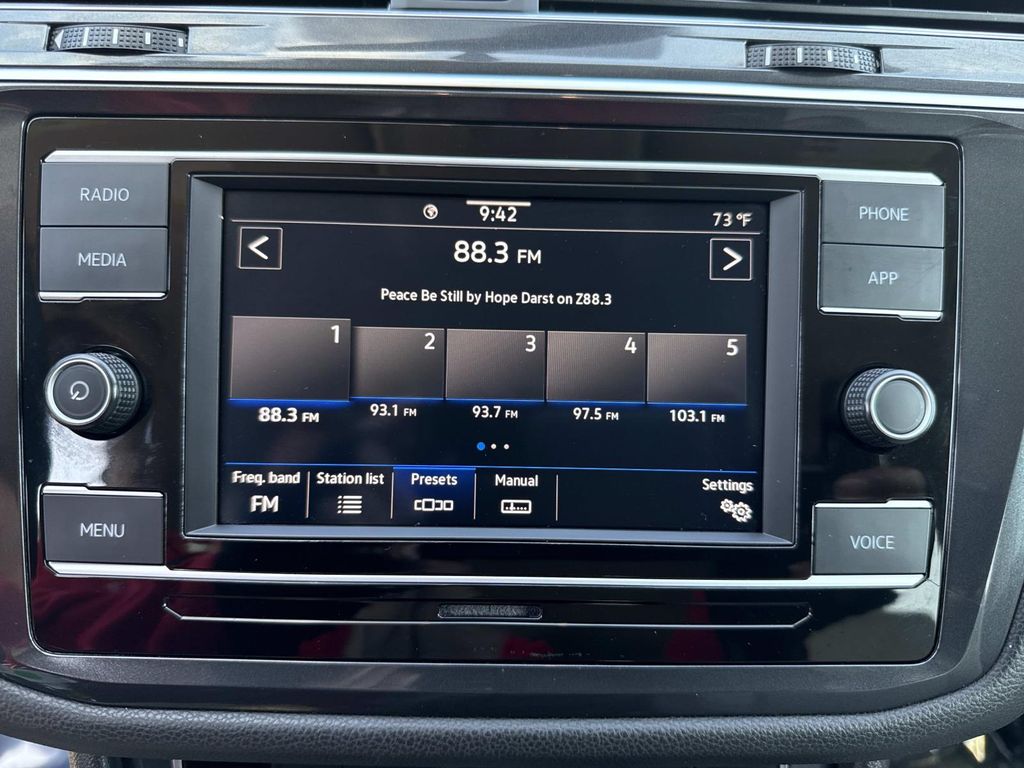 RADIO
MEDIA
MENU
9:42
73 °F
<
88.3 FM
>
Peace Be Still by Hope Darst on Z88.3
1 2 3 4 5
88.3 FM 93.1 FM 93.7 FM 97.5 FM 103.1 FM
Freq. band Station list Presets Manual Settings
FM
PHONE
APP
VOICE